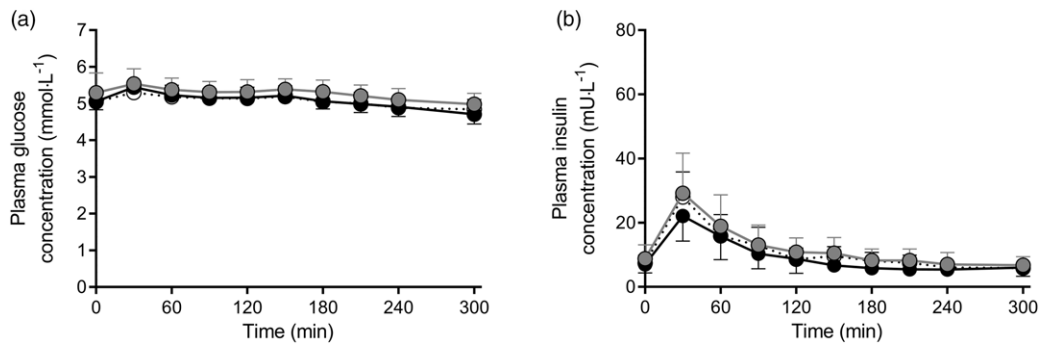 (a)
Plasma glucose
concentration (mmol·L⁻¹)
7
6
5
4
3
2
1
0
0 60 120 180 240 300
Time (min)
(b)
Plasma insulin
concentration (mU·L⁻¹)
80
60
40
20
0
0 60 120 180 240 300
Time (min)